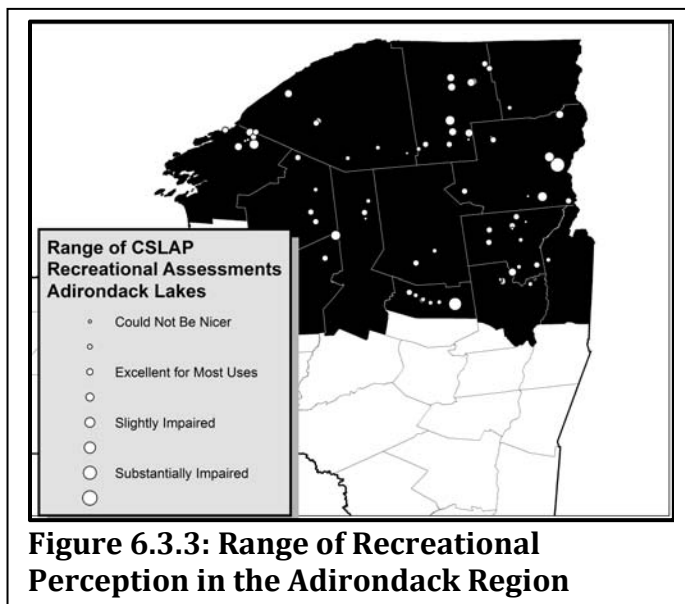 Range of CSLAP
Recreational Assessments
Adirondack Lakes
Could Not Be Nicer
Excellent for Most Uses
Slightly Impaired
Substantially Impaired
Figure 6.3.3: Range of Recreational
Perception in the Adirondack Region